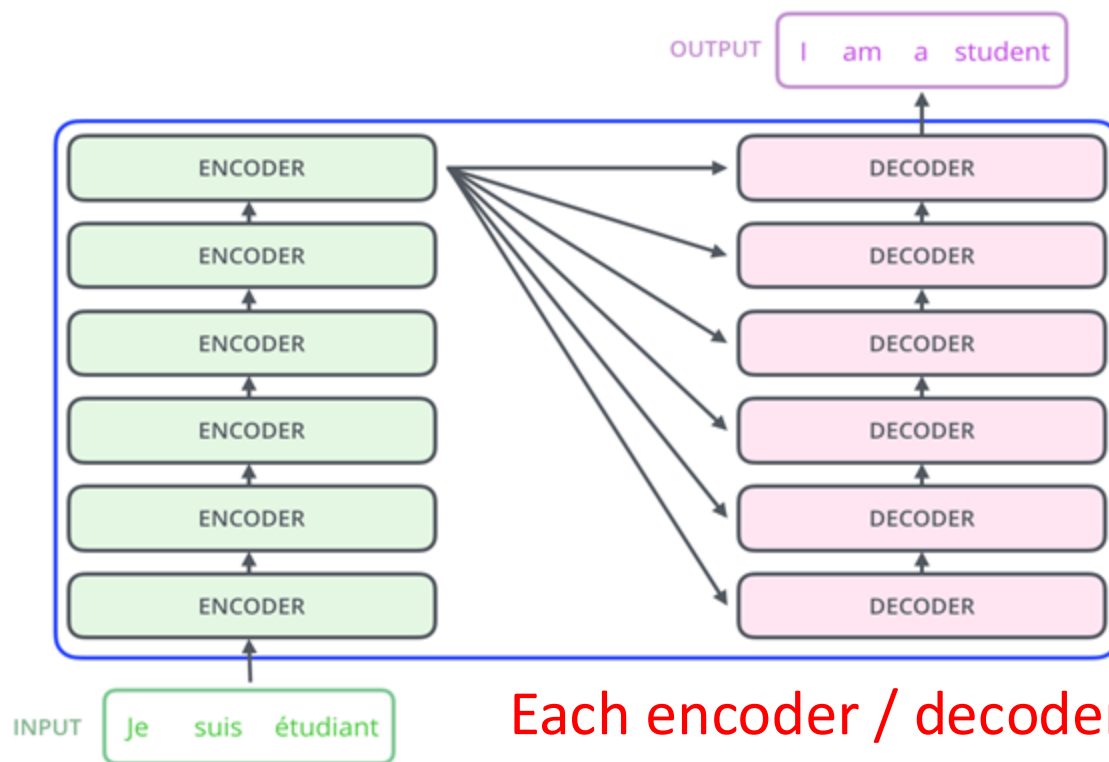 OUTPUT I am a student
ENCODER DECODER
ENCODER DECODER
ENCODER DECODER
ENCODER DECODER
ENCODER DECODER
ENCODER DECODER
INPUT Je suis étudiant
Each encoder / decoder